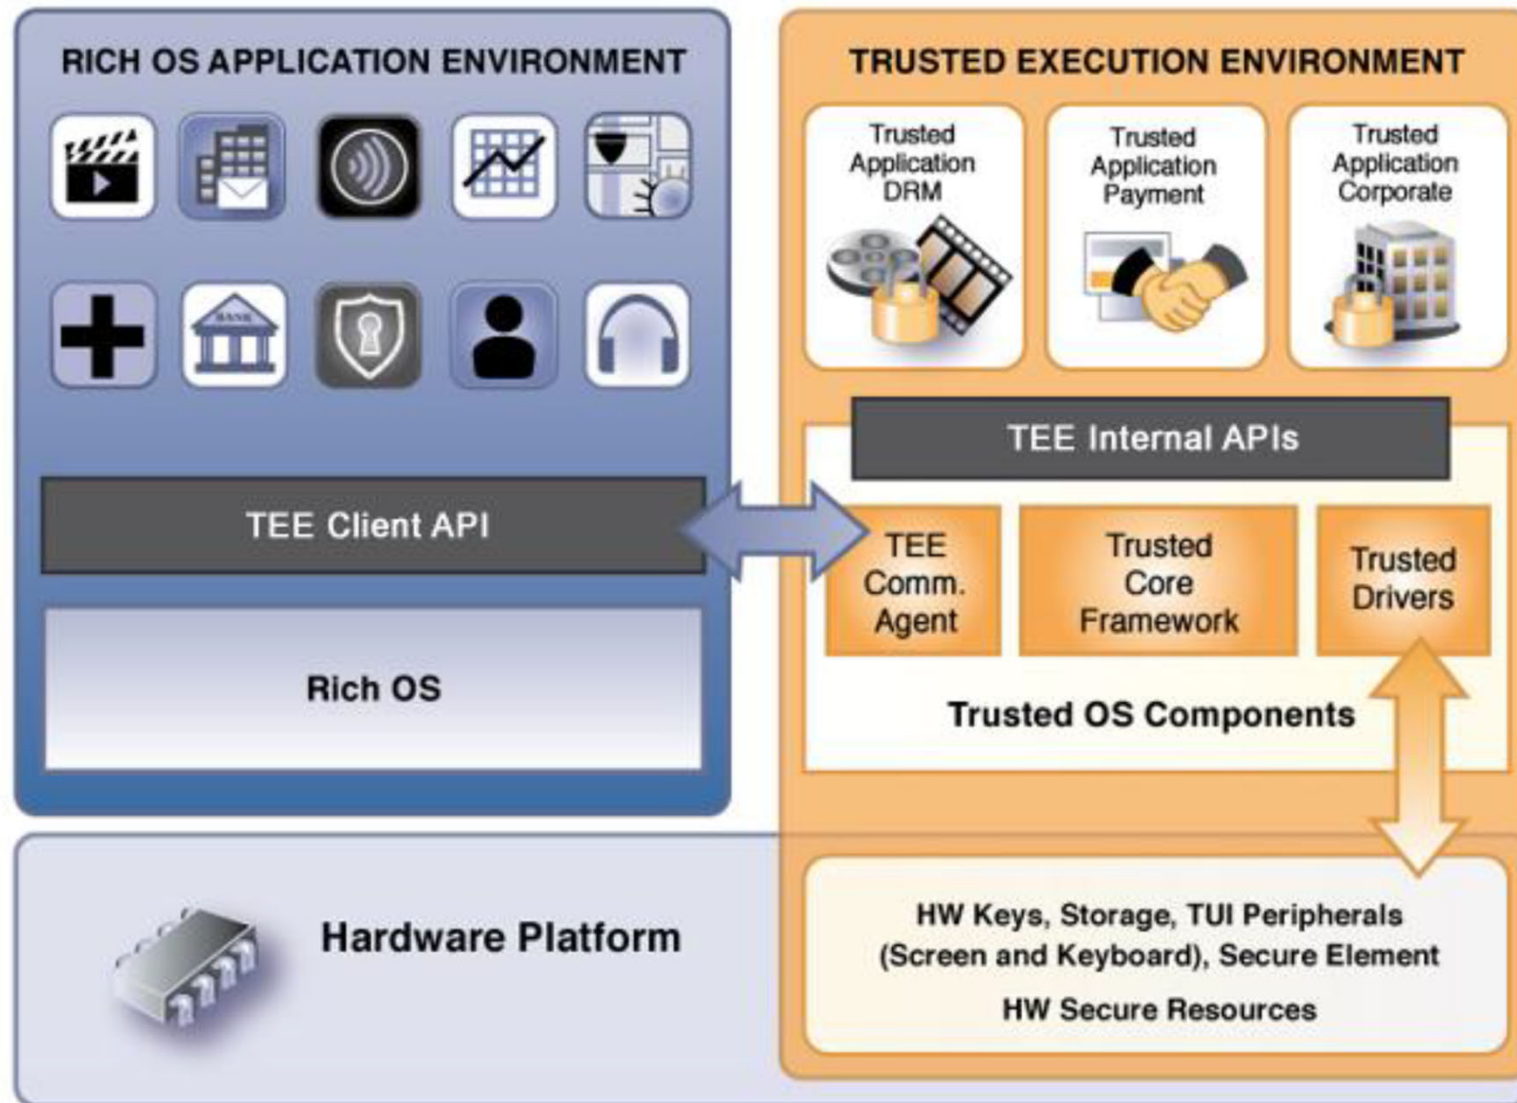 RICH OS APPLICATION ENVIRONMENT
BANK
TEE Client API
Rich OS
TRUSTED EXECUTION ENVIRONMENT
Trusted
Application
DRM
Trusted
Application
Payment
Trusted
Application
Corporate
TEE Internal APIs
TEE
Comm.
Agent
Trusted
Core
Framework
Trusted
Drivers
Trusted OS Components
Hardware Platform
HW Keys, Storage, TUI Peripherals
(Screen and Keyboard), Secure Element
HW Secure Resources